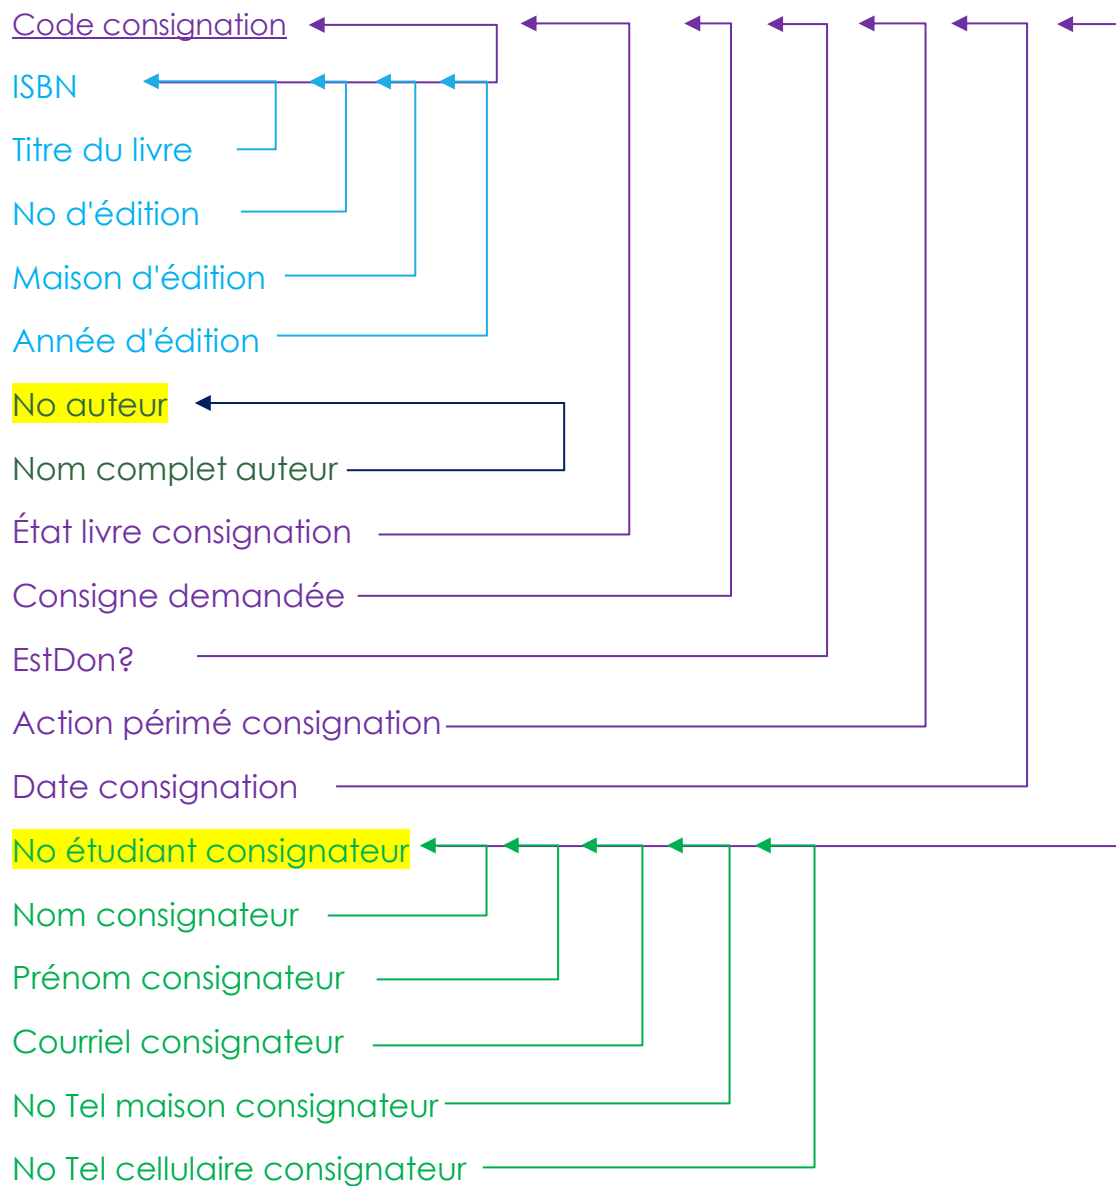 Code consignation
ISBN
Titre du livre
No d'édition
Maison d'édition
Année d'édition
No auteur
Nom complet auteur
État livre consignation
Consigne demandée
EstDon?
Action périmé consignation
Date consignation
No étudiant consignateur
Nom consignateur
Prénom consignateur
Courriel consignateur
No Tel maison consignateur
No Tel cellulaire consignateur